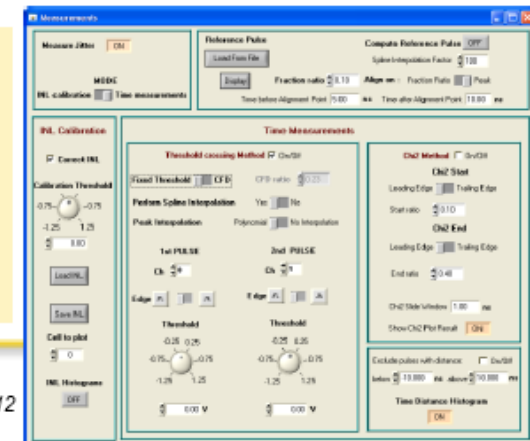 Measurements
Measure Jitter ON
MODE
INL calibration Time measurements
Reference Pulse
Load From File
Display
Compute Reference Pulse OFF
Spline Interpolation Factor 100
Fraction ratio 0.10 Align on : Fraction Ratio Peak
Time before Alignment Point 5.00 ns Time after Alignment Point 10.00 ns
INL Calibration
Correct INL
Calibration Threshold
-0.75 -0.75
-1.25 1.25
0.00
Load INL
Save INL
Cell to plot
0
INL Histograms
OFF
Time Measurements
Threshold crossing Method On/Off
Fixed Threshold CFD CFD ratio 0.23
Perform Spline Interpolation Yes No
Peak Interpolation Polynomial No Interpolation
1st PULSE 2nd PULSE
Ch Ch
Edge Edge
Threshold Threshold
-0.25 0.25 -0.25 0.25
-0.75 -0.75
-1.25 1.25 -1.25 1.25
0.00 V 0.00 V
Chi2 Method On/Off
Chi2 Start
Leading Edge Trailing Edge
Start ratio 0.10
Chi2 End
Leading Edge Trailing Edge
End ratio 0.40
Chi2 Slide Window 1.00 ns
Show Chi2 Plot Result ON
Exclude pulses with distance: On/Off
below -10.000 ns above 10.000 ns
Time Distance Histogram
ON
12